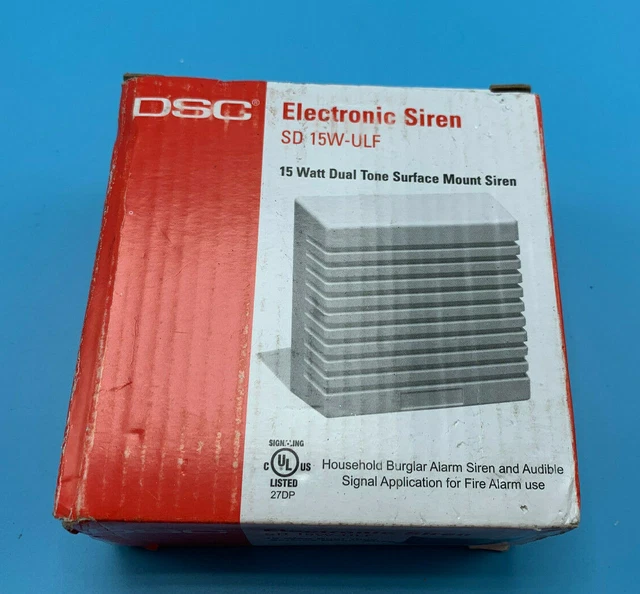 DSC®
Electronic Siren
SD 15W-ULF
15 Watt Dual Tone Surface Mount Siren
SIGNALING
C UL US
LISTED
27DP
Household Burglar Alarm Siren and Audible
Signal Application for Fire Alarm use